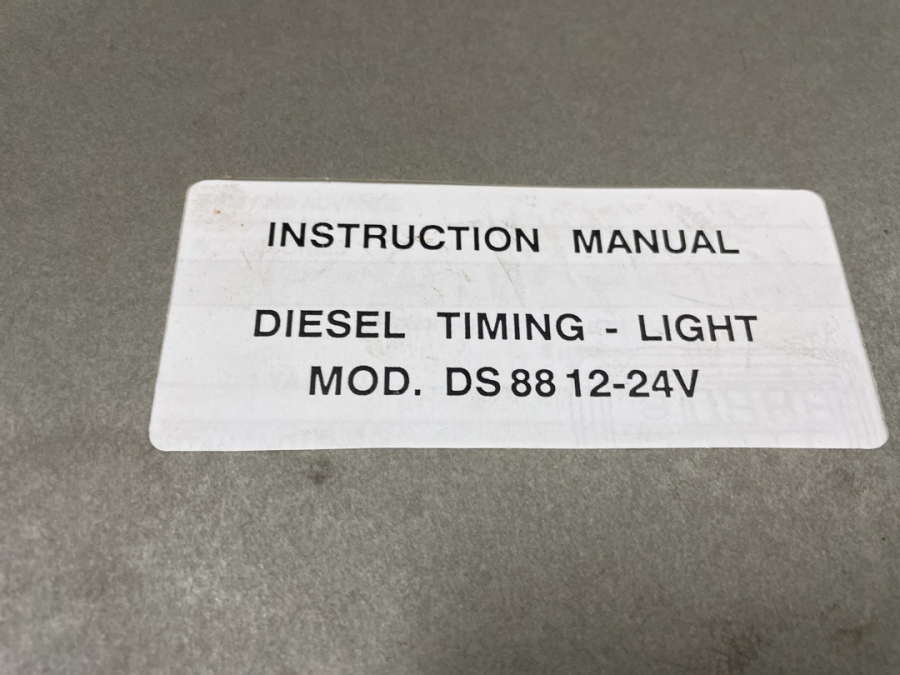 INSTRUCTION MANUAL
DIESEL TIMING - LIGHT
MOD. DS 88 12-24V